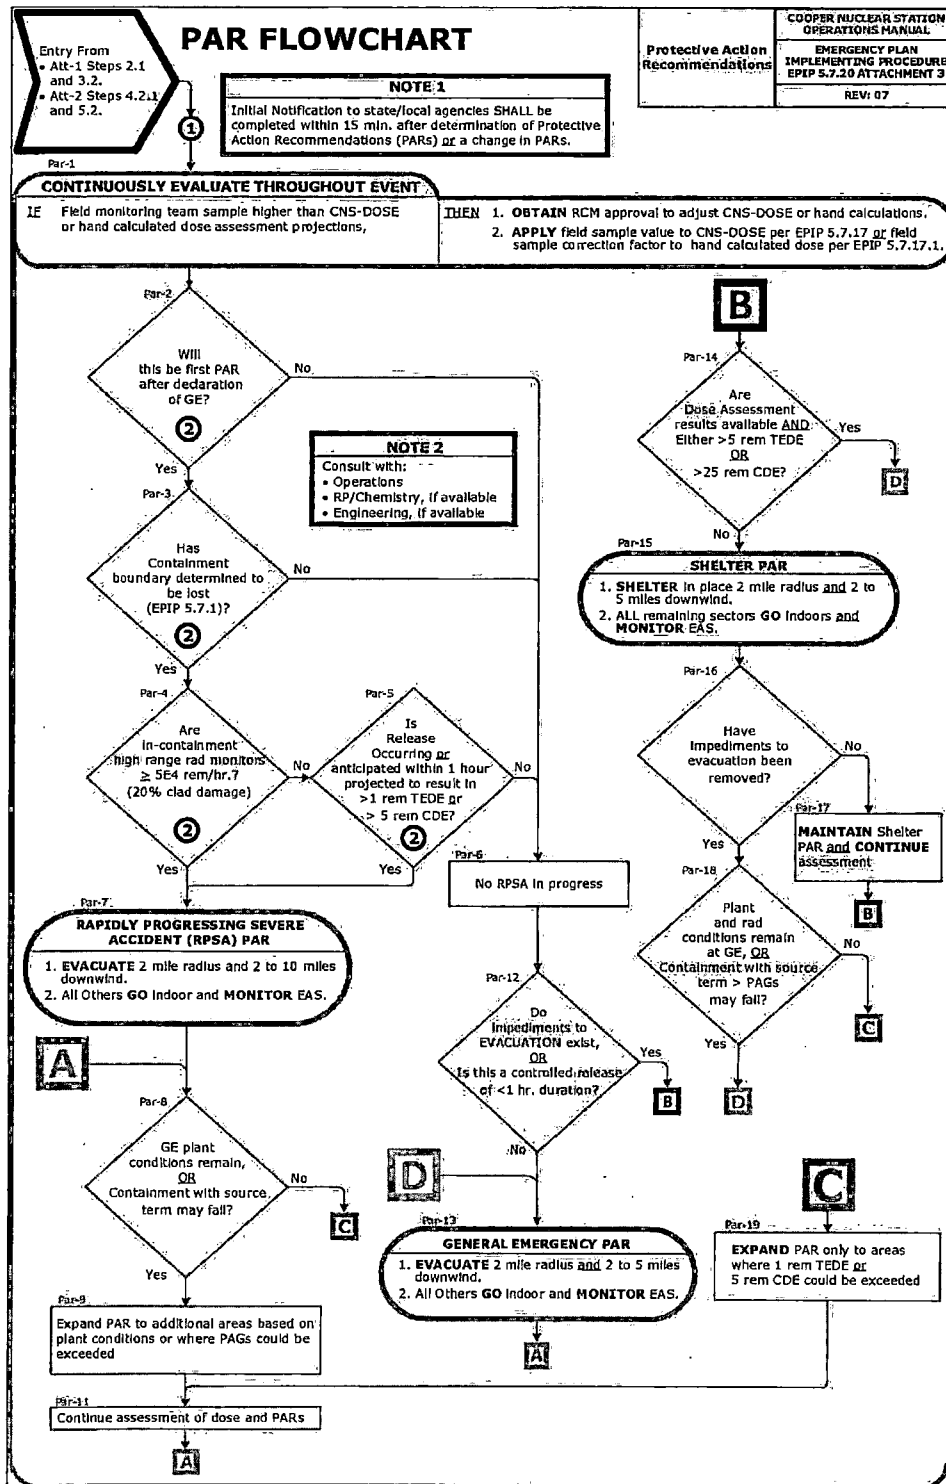 PAR FLOWCHART
Entry From
• Att-1 Steps 2.1
and 3.2.
• Att-2 Steps 4.2.1
and 5.2.
1
NOTE 1
Initial Notification to state/local agencies SHALL be
completed within 15 min. after determination of Protective
Action Recommendations (PARs) or a change in PARs.
Protective Action
Recommendations
COOPER NUCLEAR STATION
OPERATIONS MANUAL
EMERGENCY PLAN
IMPLEMENTING PROCEDURE
EPIP 5.7.20 ATTACHMENT 3
REV: 07
Par-1
CONTINUOUSLY EVALUATE THROUGHOUT EVENT
IF Field monitoring team sample higher than CNS-DOSE
or hand calculated dose assessment projections,
THEN 1. OBTAIN RCM approval to adjust CNS-DOSE or hand calculations.
2. APPLY field sample value to CNS-DOSE per EPIP 5.7.17 or field
sample correction factor to hand calculated dose per EPIP 5.7.17.1.
Par-2
Will
this be first PAR
after declaration
of GE?
2
No
Yes
NOTE 2
Consult with:
• Operations
• RP/Chemistry, if available
• Engineering, if available
Par-3
Has
Containment
boundary determined to
be lost
(EPIP 5.7.1)?
2
No
Yes
Par-4
Are
in-containment
high range rad monitors
≥ 5E4 rem/hr.?
(20% clad damage)
2
No
Yes
Par-5
Is
Release
Occurring or
anticipated within 1 hour
projected to result in
>1 rem TEDE or
> 5 rem CDE?
2
No
Yes
Par-6
No RPSA in progress
Par-7
RAPIDLY PROGRESSING SEVERE
ACCIDENT (RPSA) PAR
1. EVACUATE 2 mile radius and 2 to 10 miles
downwind.
2. All Others GO Indoor and MONITOR EAS.
A
Par-8
GE plant
conditions remain,
OR
Containment with source
term may fail?
No
C
Yes
Par-9
Expand PAR to additional areas based on
plant conditions or where PAGs could be
exceeded
Par-11
Continue assessment of dose and PARs
A
Par-12
Do
Impediments to
EVACUATION exist,
OR
Is this a controlled release
of <1 hr. duration?
Yes
B
No
D
Par-13
GENERAL EMERGENCY PAR
1. EVACUATE 2 mile radius and 2 to 5 miles
downwind.
2. All Others GO Indoor and MONITOR EAS.
A
B
Par-14
Are
Dose Assessment
results available AND
Either >5 rem TEDE
OR
>25 rem CDE?
Yes
D
No
Par-15
SHELTER PAR
1. SHELTER in place 2 mile radius and 2 to
5 miles downwind.
2. ALL remaining sectors GO Indoors and
MONITOR EAS.
Par-16
Have
Impediments to
evacuation been
removed?
No
Yes
Par-17
MAINTAIN Shelter
PAR and CONTINUE
assessment
B
Par-18
Plant
and rad
conditions remain
at GE, OR
Containment with source
term > PAGs
may fail?
No
C
Yes
D
C
Par-19
EXPAND PAR only to areas
where 1 rem TEDE or
5 rem CDE could be exceeded